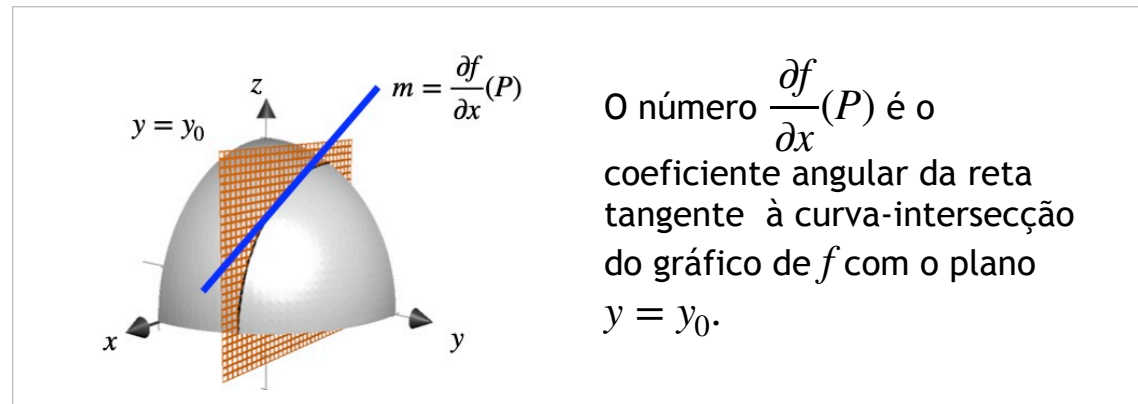 z
m = ∂f/∂x (P)
y = y₀
x
y
O número ∂f/∂x (P) é o
coeficiente angular da reta
tangente à curva-intersecção
do gráfico de f com o plano
y = y₀.